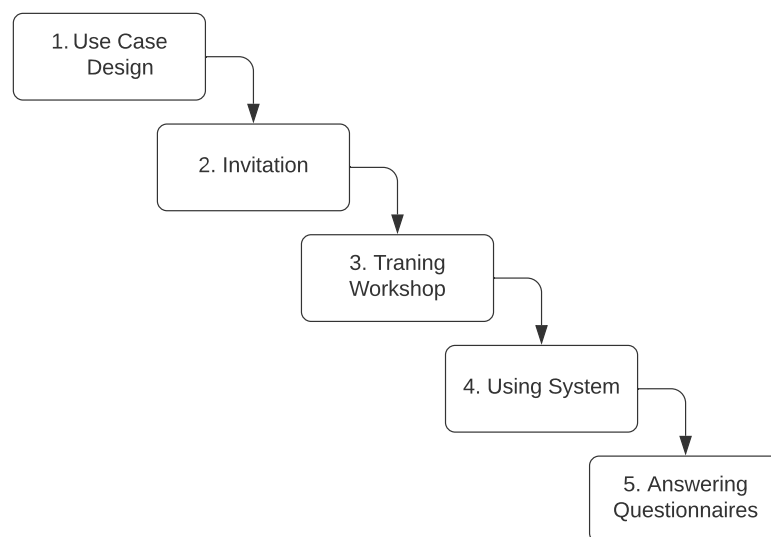 1. Use Case
Design
2. Invitation
3. Traning
Workshop
4. Using System
5. Answering
Questionnaires